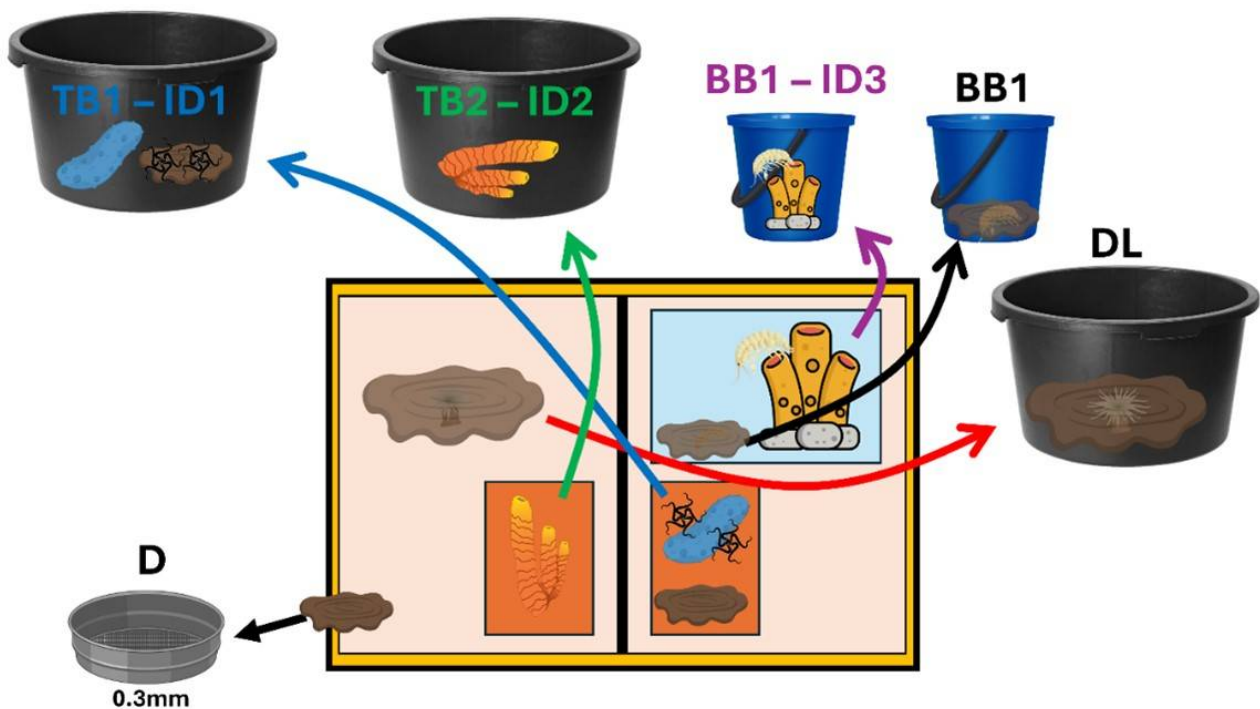 TB1 – ID1
TB2 – ID2
BB1 – ID3
BB1
DL
D
0.3mm